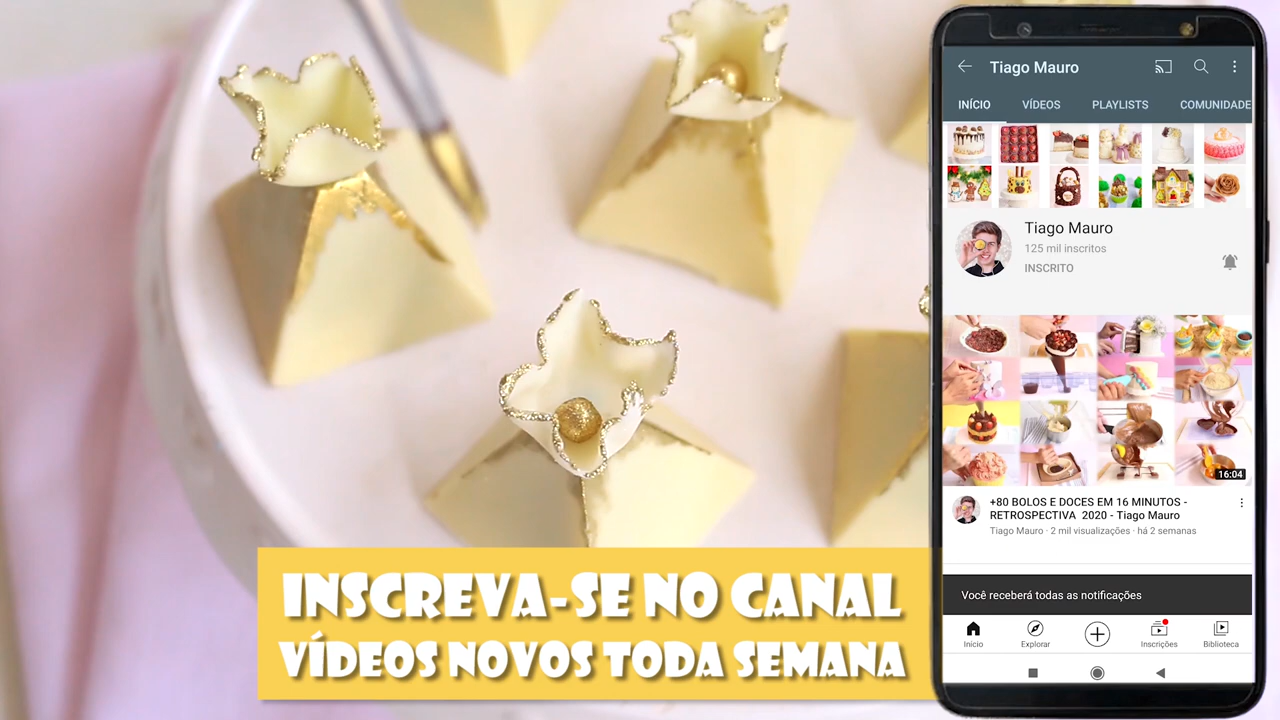 INSCREVA-SE NO CANAL
VÍDEOS NOVOS TODA SEMANA
Tiago Mauro
INÍCIO VÍDEOS PLAYLISTS COMUNIDADE
Tiago Mauro
125 mil inscritos
INSCRITO
16:04
+80 BOLOS E DOCES EM 16 MINUTOS -
RETROSPECTIVA 2020 - Tiago Mauro
Tiago Mauro · 2 mil visualizações · há 2 semanas
Você receberá todas as notificações
Início Explorar Inscrições Biblioteca